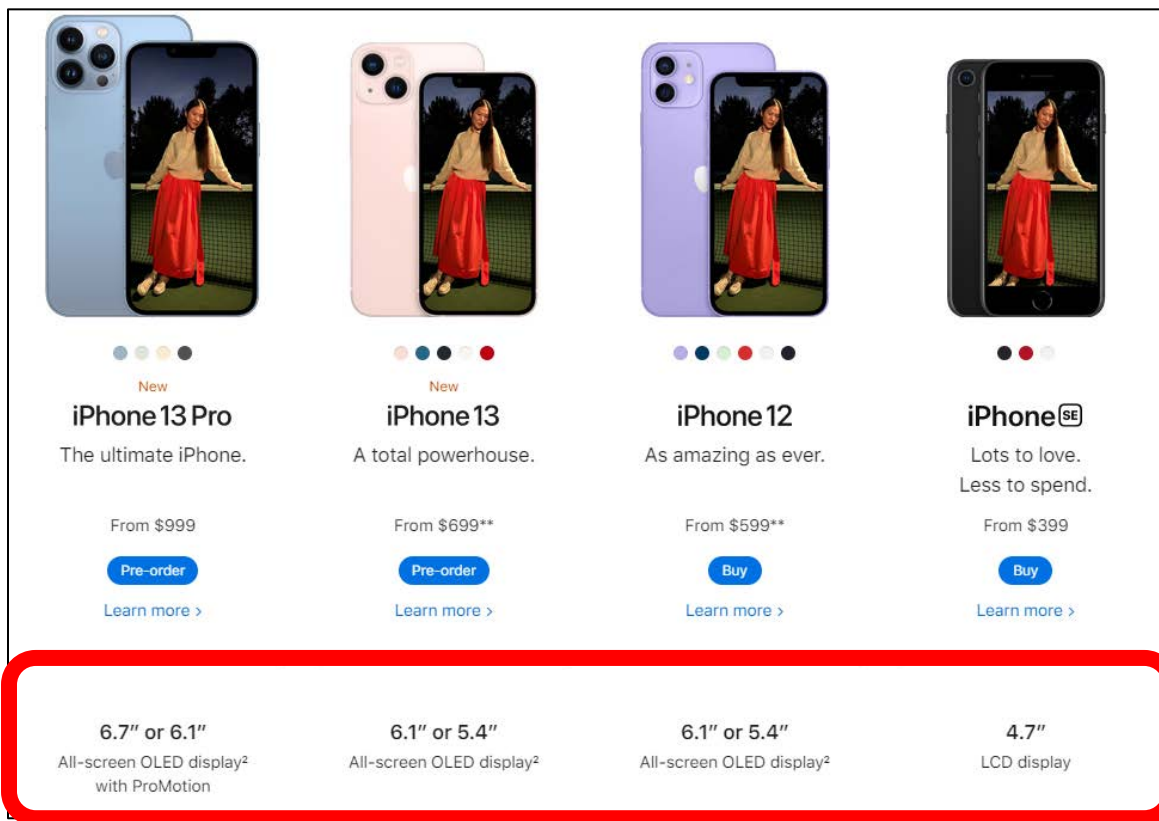 New
iPhone 13 Pro
The ultimate iPhone.
From $999
Pre-order
Learn more >
New
iPhone 13
A total powerhouse.
From $699**
Pre-order
Learn more >
iPhone 12
As amazing as ever.
From $599**
Buy
Learn more >
iPhone SE
Lots to love.
Less to spend.
From $399
Buy
Learn more >
6.7″ or 6.1″
All-screen OLED display²
with ProMotion
6.1″ or 5.4″
All-screen OLED display²
6.1″ or 5.4″
All-screen OLED display²
4.7″
LCD display